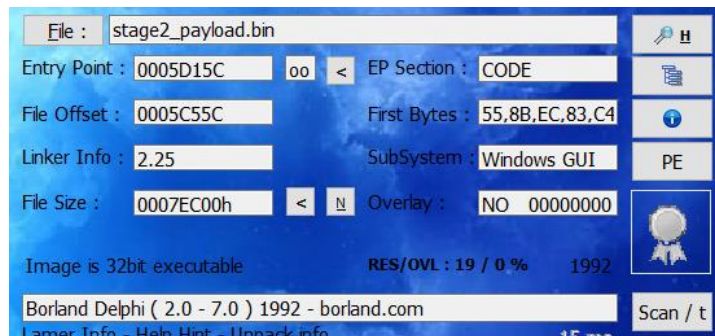 File : stage2_payload.bin H
Entry Point : 0005D15C oo < EP Section : CODE
File Offset : 0005C55C First Bytes : 55,8B,EC,83,C4
Linker Info : 2.25 SubSystem : Windows GUI PE
File Size : 0007EC00h < N Overlay : NO 00000000
Image is 32bit executable RES/OVL : 19 / 0 % 1992
Borland Delphi ( 2.0 - 7.0 ) 1992 - borland.com Scan / t
Lamer Info - Help Hint - Unpack info 15 ms